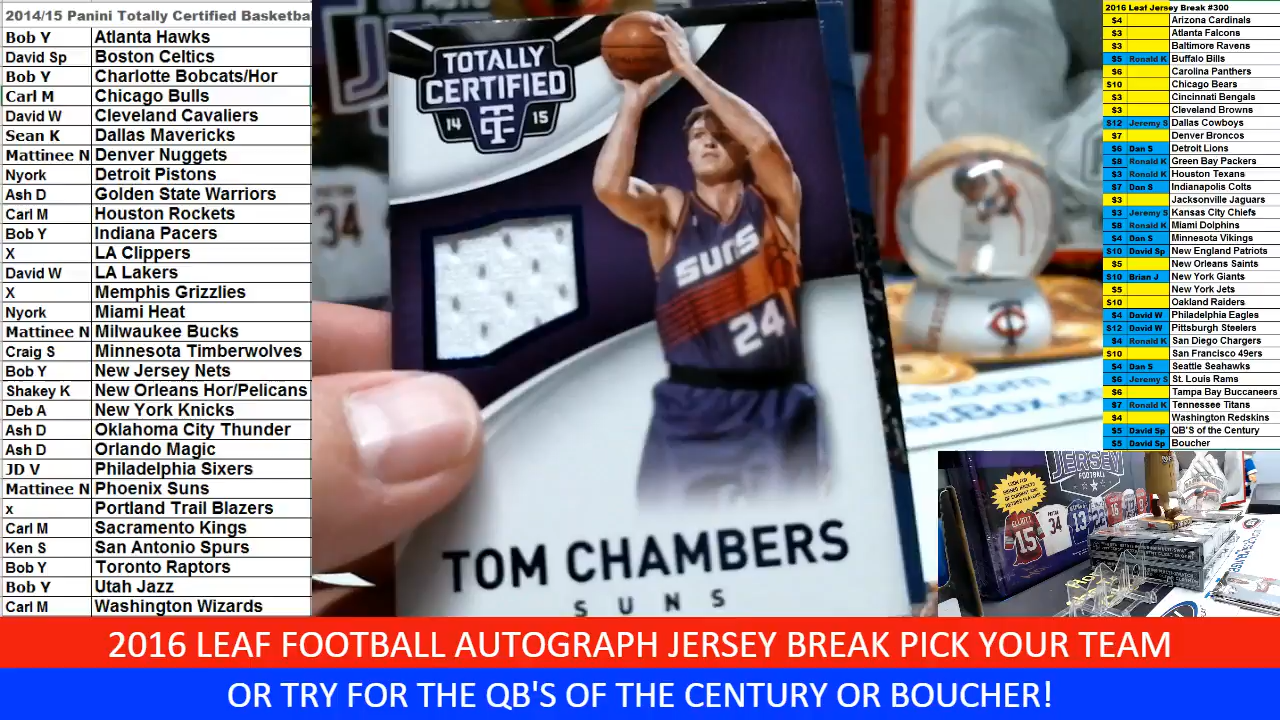 2014/15 Panini Totally Certified Basketba
Bob Y Atlanta Hawks
David Sp Boston Celtics
Bob Y Charlotte Bobcats/Hor
Carl M Chicago Bulls
David W Cleveland Cavaliers
Sean K Dallas Mavericks
Mattinee N Denver Nuggets
Nyork Detroit Pistons
Ash D Golden State Warriors
Carl M Houston Rockets
Bob Y Indiana Pacers
X LA Clippers
David W LA Lakers
X Memphis Grizzlies
Nyork Miami Heat
Mattinee N Milwaukee Bucks
Craig S Minnesota Timberwolves
Bob Y New Jersey Nets
Shakey K New Orleans Hor/Pelicans
Deb A New York Knicks
Ash D Oklahoma City Thunder
Ash D Orlando Magic
JD V Philadelphia Sixers
Mattinee N Phoenix Suns
x Portland Trail Blazers
Carl M Sacramento Kings
Ken S San Antonio Spurs
Bob Y Toronto Raptors
Bob Y Utah Jazz
Carl M Washington Wizards
TOTALLY
CERTIFIED
14 TC 15
SUNS
24
34
TOM CHAMBERS
SUNS
2016 Leaf Jersey Break #300
$4 Arizona Cardinals
$3 Atlanta Falcons
$3 Baltimore Ravens
$5 Ronald K Buffalo Bills
$6 Carolina Panthers
$10 Chicago Bears
$3 Cincinnati Bengals
$3 Cleveland Browns
$12 Jeremy S Dallas Cowboys
$7 Denver Broncos
$6 Dan S Detroit Lions
$8 Ronald K Green Bay Packers
$3 Ronald K Houston Texans
$7 Dan S Indianapolis Colts
$3 Jacksonville Jaguars
$3 Jeremy S Kansas City Chiefs
$8 Ronald K Miami Dolphins
$4 Dan S Minnesota Vikings
$10 David Sp New England Patriots
$5 New Orleans Saints
$10 Brian J New York Giants
$5 New York Jets
$10 Oakland Raiders
$4 David W Philadelphia Eagles
$12 David W Pittsburgh Steelers
$4 Ronald K San Diego Chargers
$10 San Francisco 49ers
$4 Dan S Seattle Seahawks
$6 Jeremy S St. Louis Rams
$6 Tampa Bay Buccaneers
$7 Ronald K Tennessee Titans
$4 Washington Redskins
$5 David Sp QB'S of the Century
$5 David Sp Boucher
JERSEY
FOOTBALL
ELLIOTT
15
34
13
2016 LEAF FOOTBALL AUTOGRAPH JERSEY BREAK PICK YOUR TEAM
OR TRY FOR THE QB'S OF THE CENTURY OR BOUCHER!